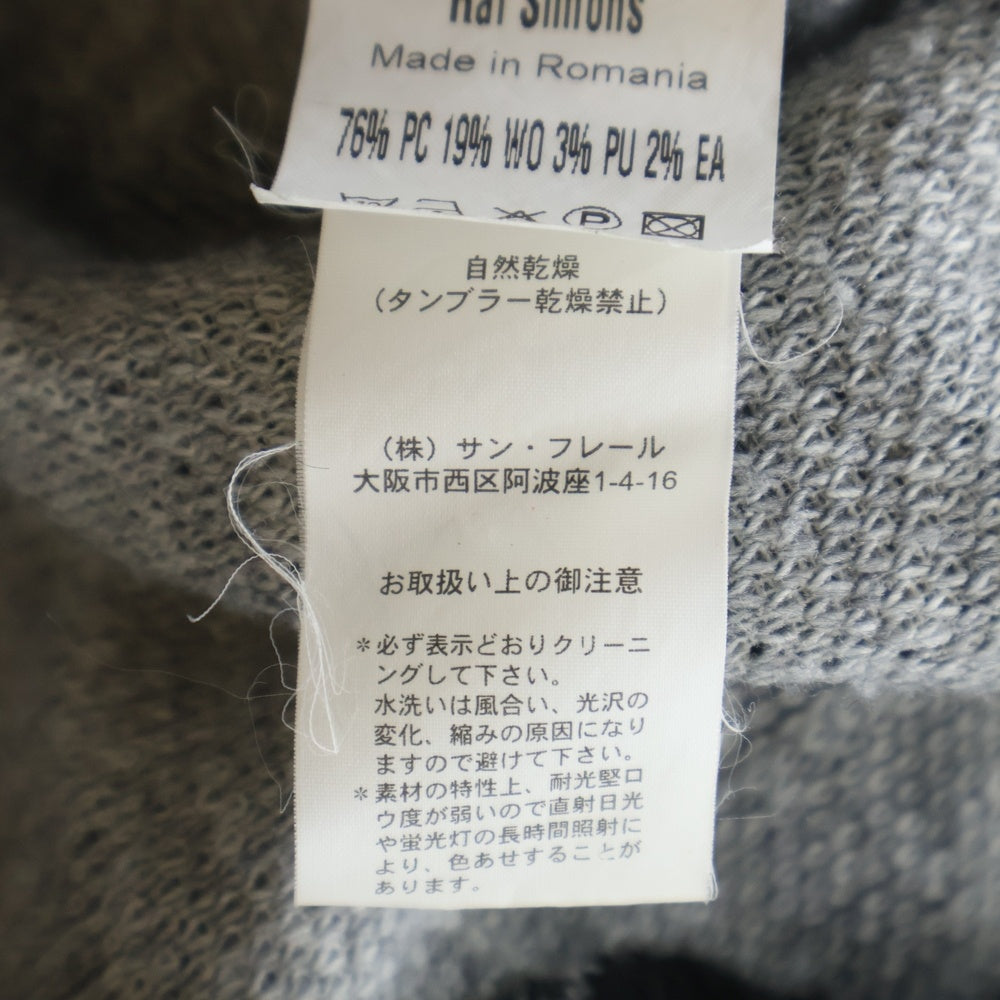 Raf Simons
Made in Romania
76% PC 19% WO 3% PU 2% EA
P
自然乾燥
（タンブラー乾燥禁止）
（株）サン・フレール
大阪市西区阿波座1-4-16
お取扱い上の御注意
＊必ず表示どおりクリーニ
ングして下さい。
水洗いは風合い、光沢の
変化、縮みの原因になり
ますので避けて下さい。
＊素材の特性上、耐光堅ロ
ウ度が弱いので直射日光
や蛍光灯の長時間照射に
より、色あせすることが
あります。